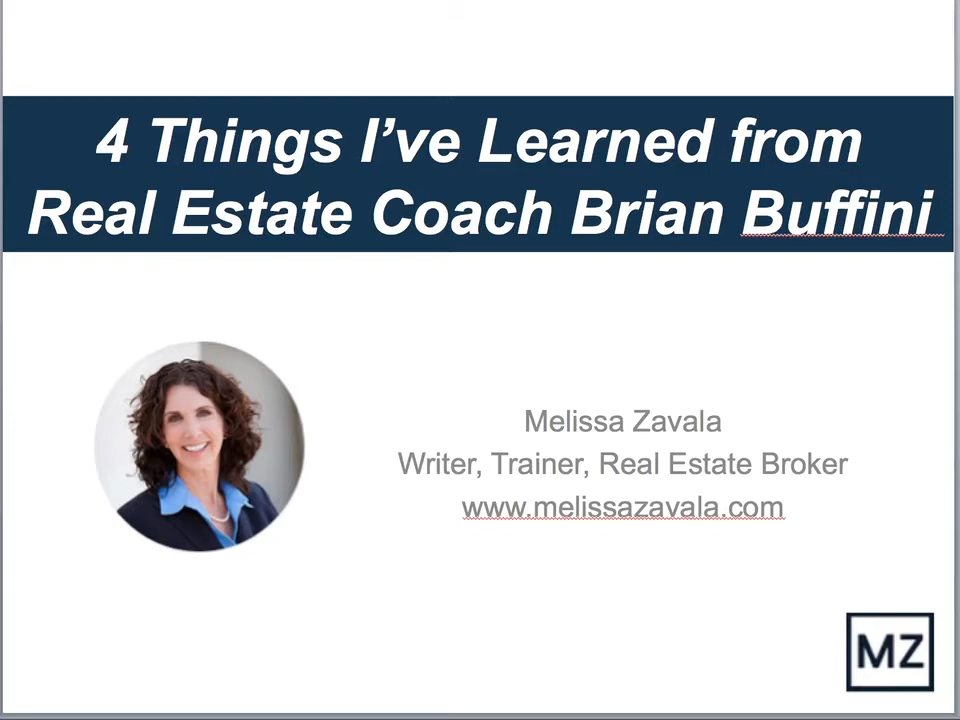 4 Things I’ve Learned from
Real Estate Coach Brian Buffini
Melissa Zavala
Writer, Trainer, Real Estate Broker
www.melissazavala.com
MZ